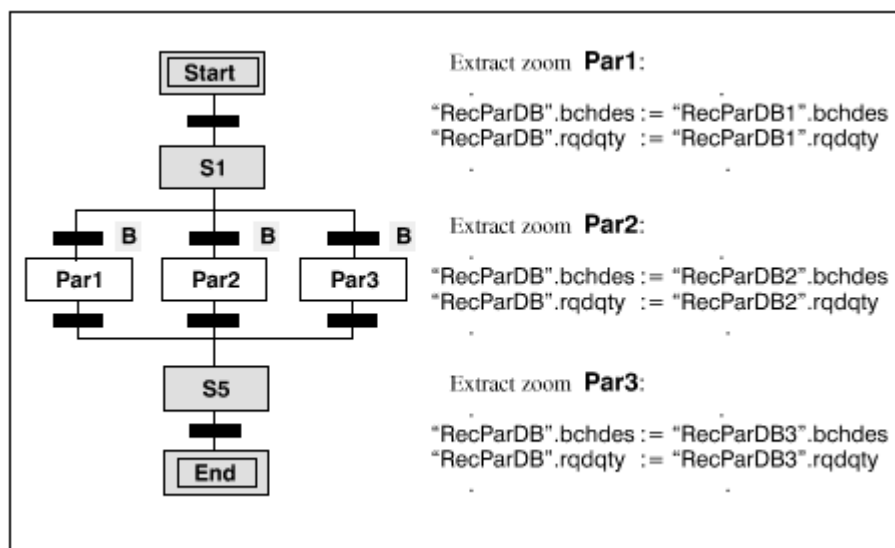 Start
S1
B B B
Par1 Par2 Par3
S5
End
Extract zoom Par1:
. .
“RecParDB”.bchdes := “RecParDB1”.bchdes
“RecParDB”.rqdqty := “RecParDB1”.rqdqty
. .
Extract zoom Par2:
. .
“RecParDB”.bchdes := “RecParDB2”.bchdes
“RecParDB”.rqdqty := “RecParDB2”.rqdqty
. .
Extract zoom Par3:
. .
“RecParDB”.bchdes := “RecParDB3”.bchdes
“RecParDB”.rqdqty := “RecParDB3”.rqdqty
. .